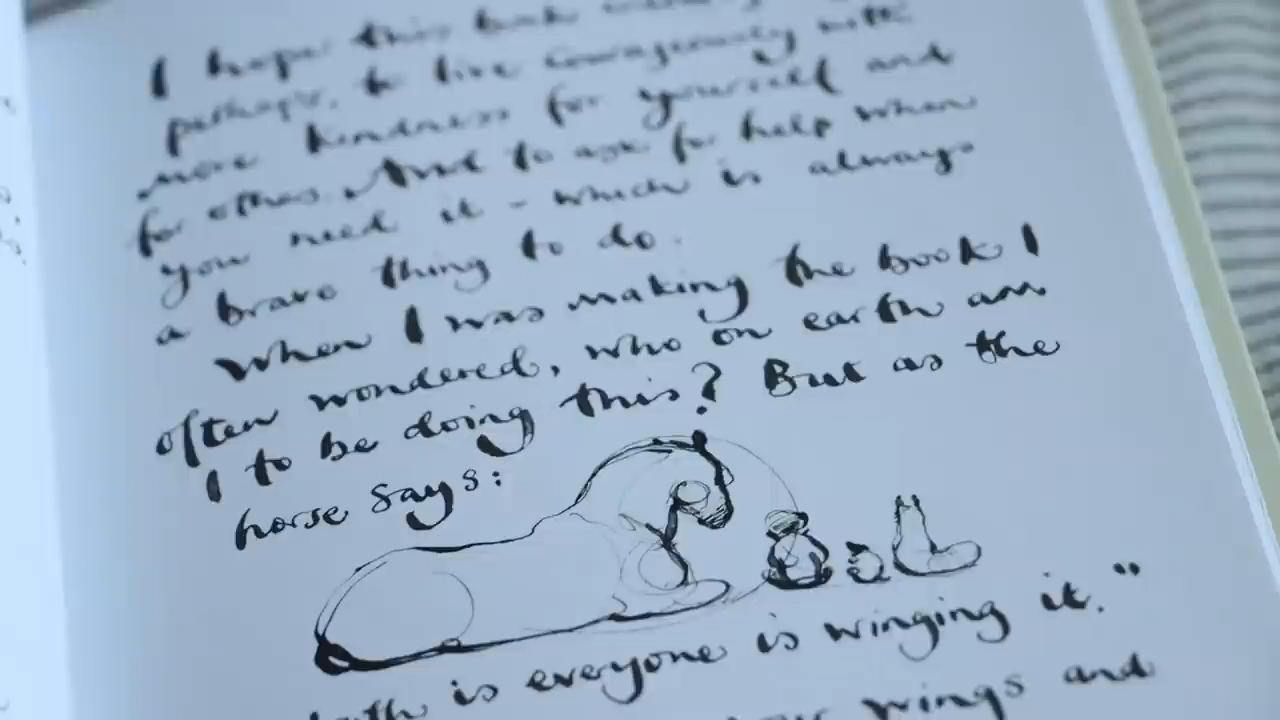 I hope this book
perhaps, to live courageously with
more kindness for yourself and
for others. And to ask for help when
you need it - which is always
a brave thing to do.
When I was making the book I
often wondered, who on earth am
I to be doing this? But as the
horse says:
is everyone is winging it."
wings and